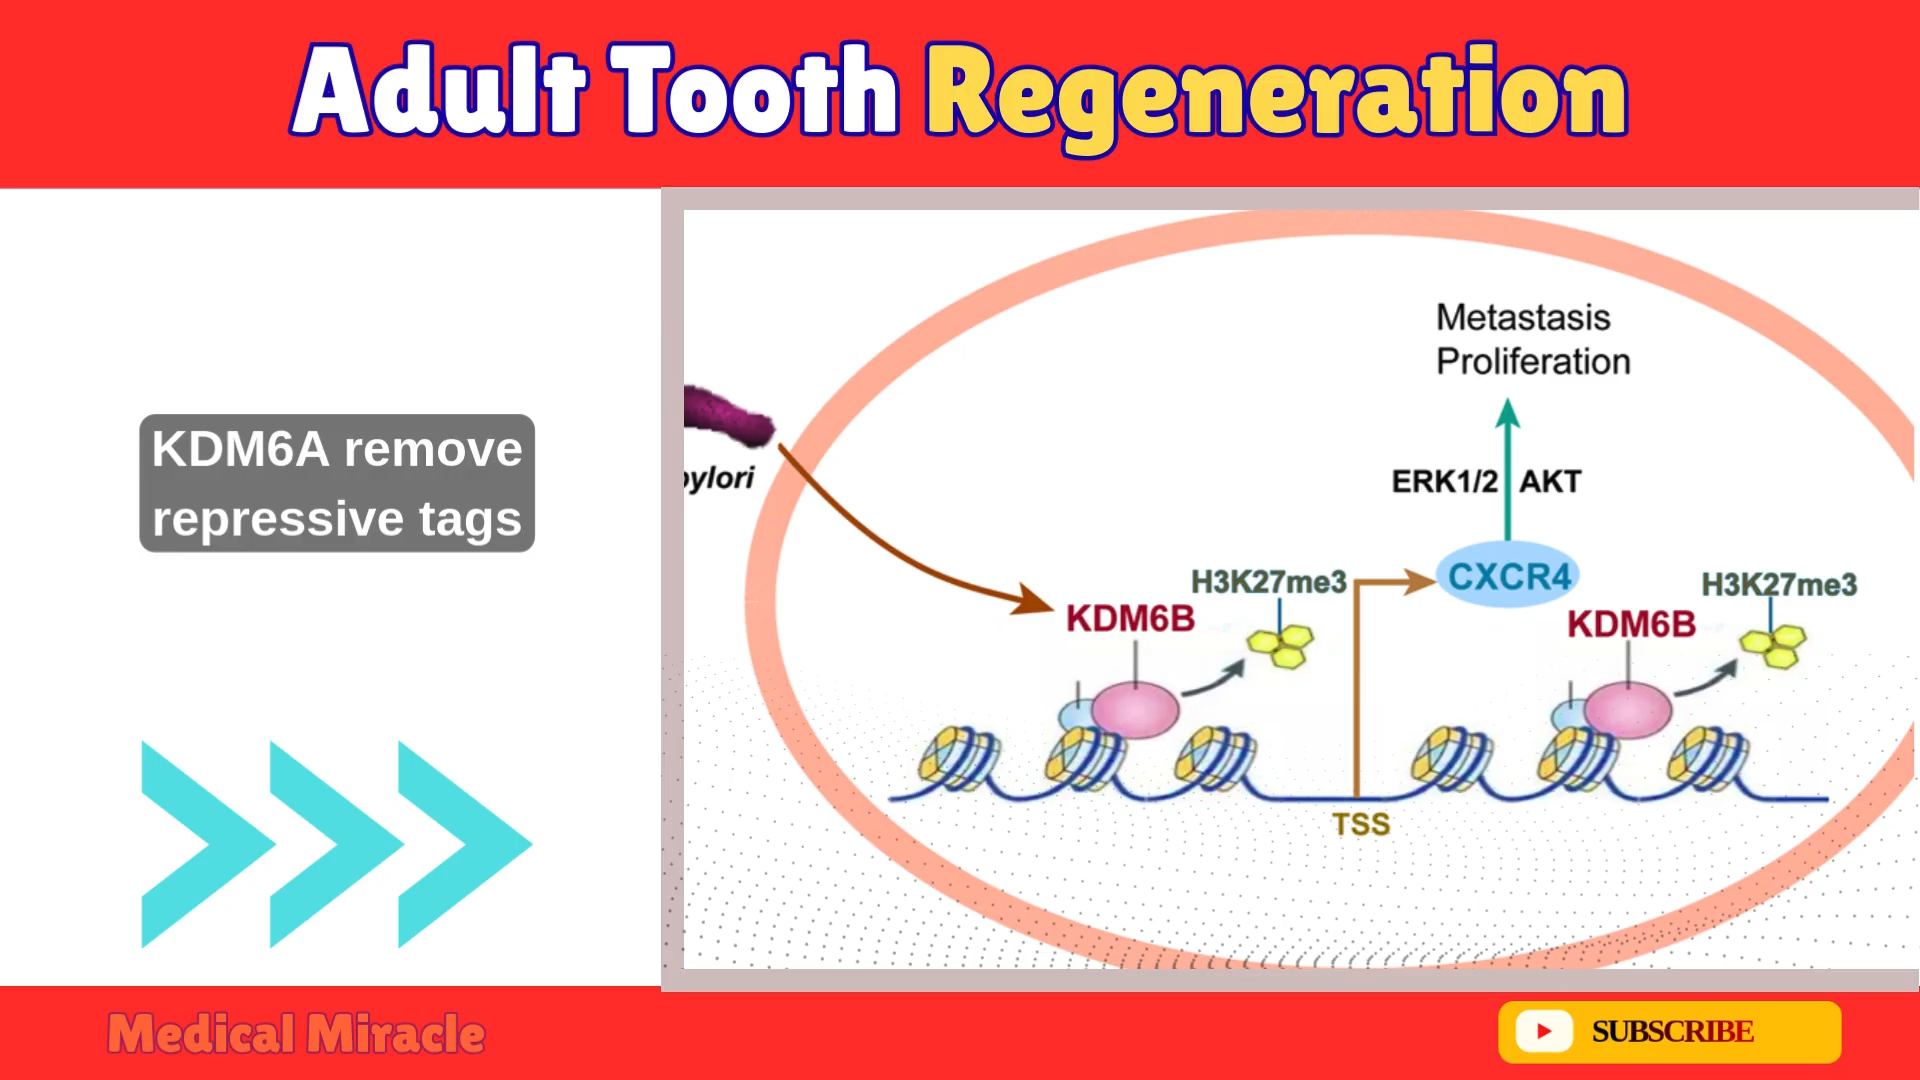 Adult Tooth Regeneration
KDM6A remove
repressive tags
Metastasis
Proliferation
ERK1/2 AKT
pylori
H3K27me3
CXCR4
H3K27me3
KDM6B
KDM6B
TSS
Medical Miracle
SUBSCRIBE